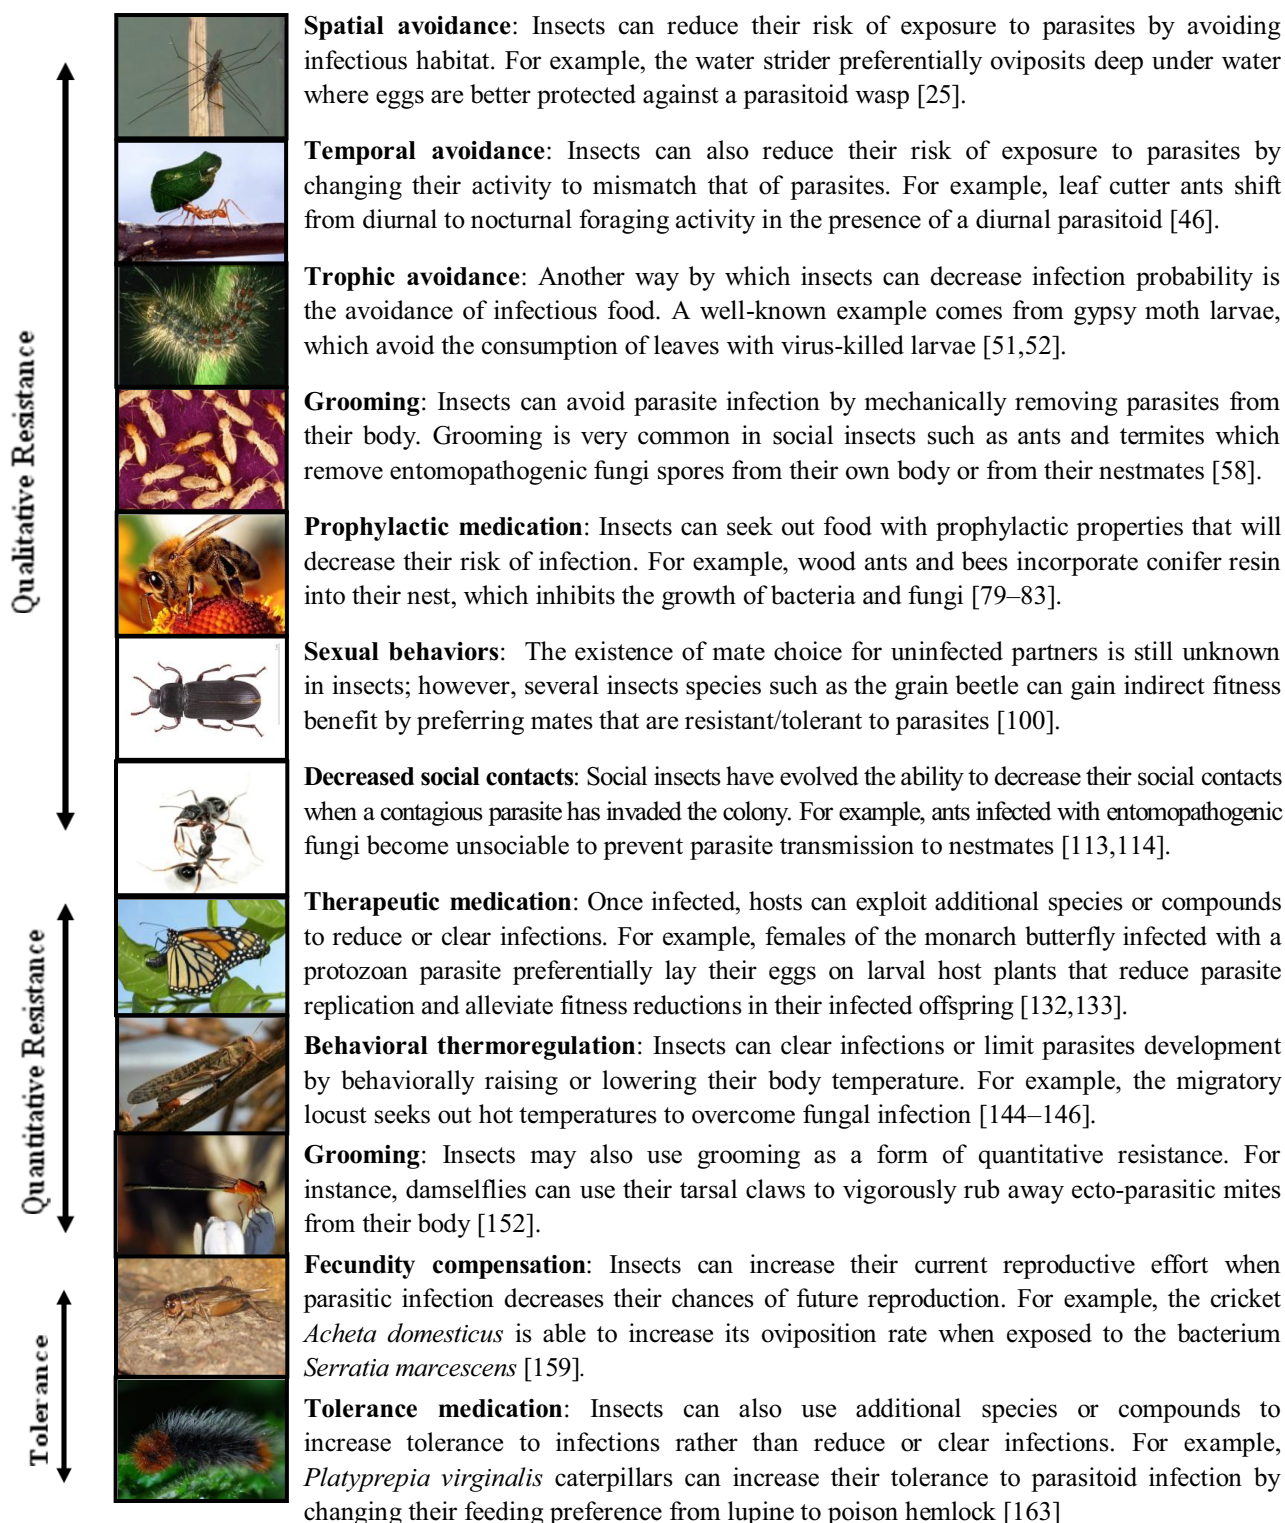 Qualitative Resistance
Spatial avoidance: Insects can reduce their risk of exposure to parasites by avoiding
infectious habitat. For example, the water strider preferentially oviposits deep under water
where eggs are better protected against a parasitoid wasp [25].
Temporal avoidance: Insects can also reduce their risk of exposure to parasites by
changing their activity to mismatch that of parasites. For example, leaf cutter ants shift
from diurnal to nocturnal foraging activity in the presence of a diurnal parasitoid [46].
Trophic avoidance: Another way by which insects can decrease infection probability is
the avoidance of infectious food. A well-known example comes from gypsy moth larvae,
which avoid the consumption of leaves with virus-killed larvae [51,52].
Grooming: Insects can avoid parasite infection by mechanically removing parasites from
their body. Grooming is very common in social insects such as ants and termites which
remove entomopathogenic fungi spores from their own body or from their nestmates [58].
Prophylactic medication: Insects can seek out food with prophylactic properties that will
decrease their risk of infection. For example, wood ants and bees incorporate conifer resin
into their nest, which inhibits the growth of bacteria and fungi [79–83].
Sexual behaviors: The existence of mate choice for uninfected partners is still unknown
in insects; however, several insects species such as the grain beetle can gain indirect fitness
benefit by preferring mates that are resistant/tolerant to parasites [100].
Decreased social contacts: Social insects have evolved the ability to decrease their social contacts
when a contagious parasite has invaded the colony. For example, ants infected with entomopathogenic
fungi become unsociable to prevent parasite transmission to nestmates [113,114].
Quantitative Resistance
Therapeutic medication: Once infected, hosts can exploit additional species or compounds
to reduce or clear infections. For example, females of the monarch butterfly infected with a
protozoan parasite preferentially lay their eggs on larval host plants that reduce parasite
replication and alleviate fitness reductions in their infected offspring [132,133].
Behavioral thermoregulation: Insects can clear infections or limit parasites development
by behaviorally raising or lowering their body temperature. For example, the migratory
locust seeks out hot temperatures to overcome fungal infection [144–146].
Grooming: Insects may also use grooming as a form of quantitative resistance. For
instance, damselflies can use their tarsal claws to vigorously rub away ecto-parasitic mites
from their body [152].
Tolerance
Fecundity compensation: Insects can increase their current reproductive effort when
parasitic infection decreases their chances of future reproduction. For example, the cricket
Acheta domesticus is able to increase its oviposition rate when exposed to the bacterium
Serratia marcescens [159].
Tolerance medication: Insects can also use additional species or compounds to
increase tolerance to infections rather than reduce or clear infections. For example,
Platyprepia virginalis caterpillars can increase their tolerance to parasitoid infection by
changing their feeding preference from lupine to poison hemlock [163]